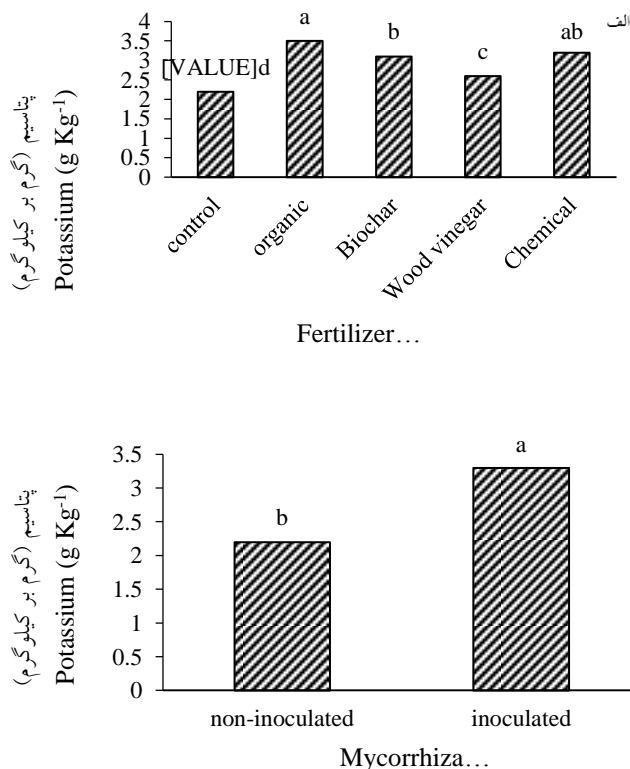 الف
پتاسیم (گرم بر کیلوگرم)
Potassium (g Kg-1)
4
3.5
3
2.5
2
1.5
1
0.5
0
[VALUE]d
a
b
c
ab
control
organic
Biochar
Wood vinegar
Chemical
Fertilizer…
پتاسیم (گرم بر کیلوگرم)
Potassium (g Kg-1)
3.5
3
2.5
2
1.5
1
0.5
0
b
a
non-inoculated
inoculated
Mycorrhiza…